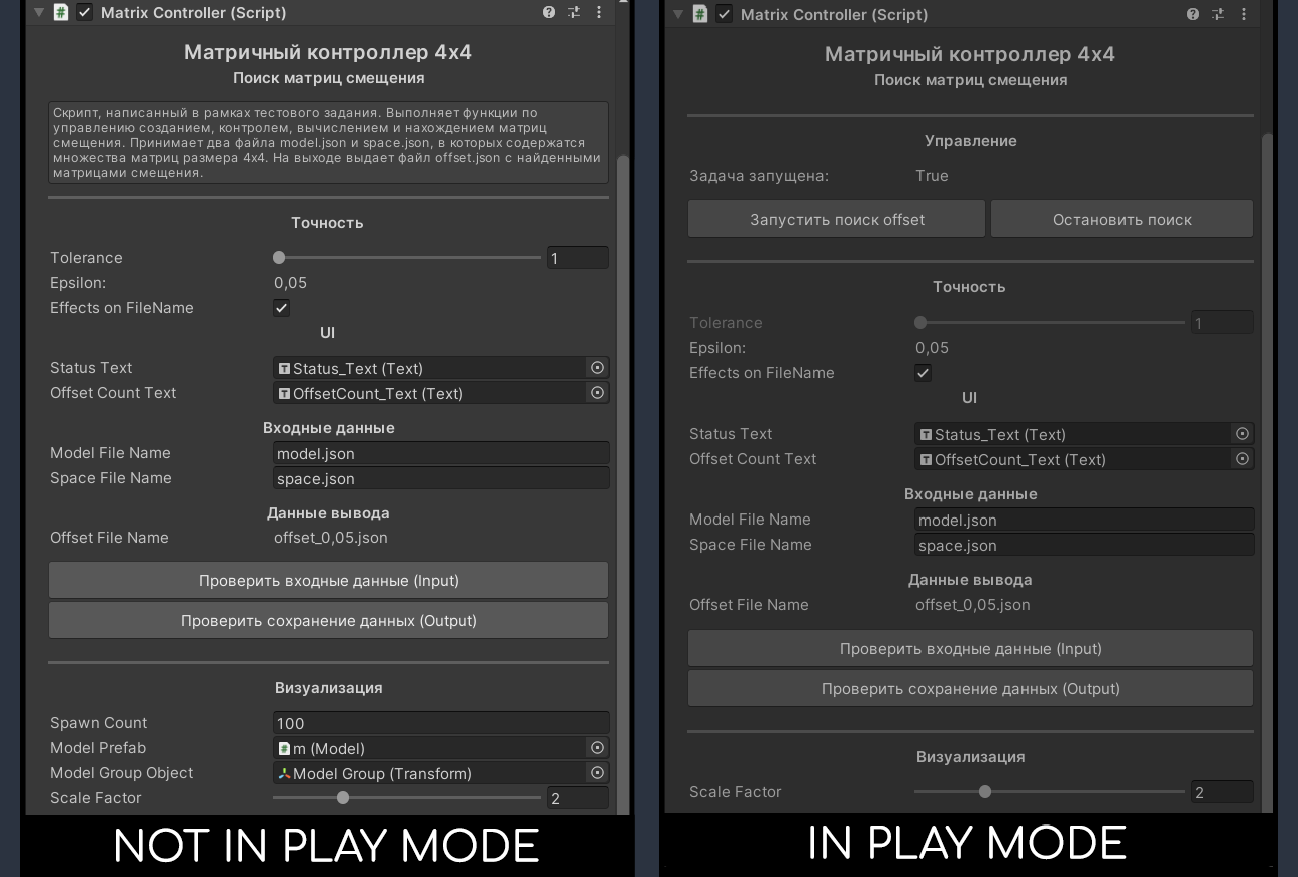 Matrix Controller (Script)
Матричный контроллер 4x4
Поиск матриц смещения
Скрипт, написанный в рамках тестового задания. Выполняет функции по
управлению созданием, контролем, вычислением и нахождением матриц
смещения. Принимает два файла model.json и space.json, в которых содержатся
множества матриц размера 4x4. На выходе выдает файл offset.json с найденными
матрицами смещения.
Точность
Tolerance 1
Epsilon: 0,05
Effects on FileName
UI
Status Text Status_Text (Text)
Offset Count Text OffsetCount_Text (Text)
Входные данные
Model File Name model.json
Space File Name space.json
Данные вывода
Offset File Name offset_0,05.json
Проверить входные данные (Input)
Проверить сохранение данных (Output)
Визуализация
Spawn Count 100
Model Prefab m (Model)
Model Group Object Model Group (Transform)
Scale Factor 2
NOT IN PLAY MODE
Matrix Controller (Script)
Матричный контроллер 4x4
Поиск матриц смещения
Управление
Задача запущена: True
Запустить поиск offset Остановить поиск
Точность
Tolerance 1
Epsilon: 0,05
Effects on FileName
UI
Status Text Status_Text (Text)
Offset Count Text OffsetCount_Text (Text)
Входные данные
Model File Name model.json
Space File Name space.json
Данные вывода
Offset File Name offset_0,05.json
Проверить входные данные (Input)
Проверить сохранение данных (Output)
Визуализация
Scale Factor 2
IN PLAY MODE